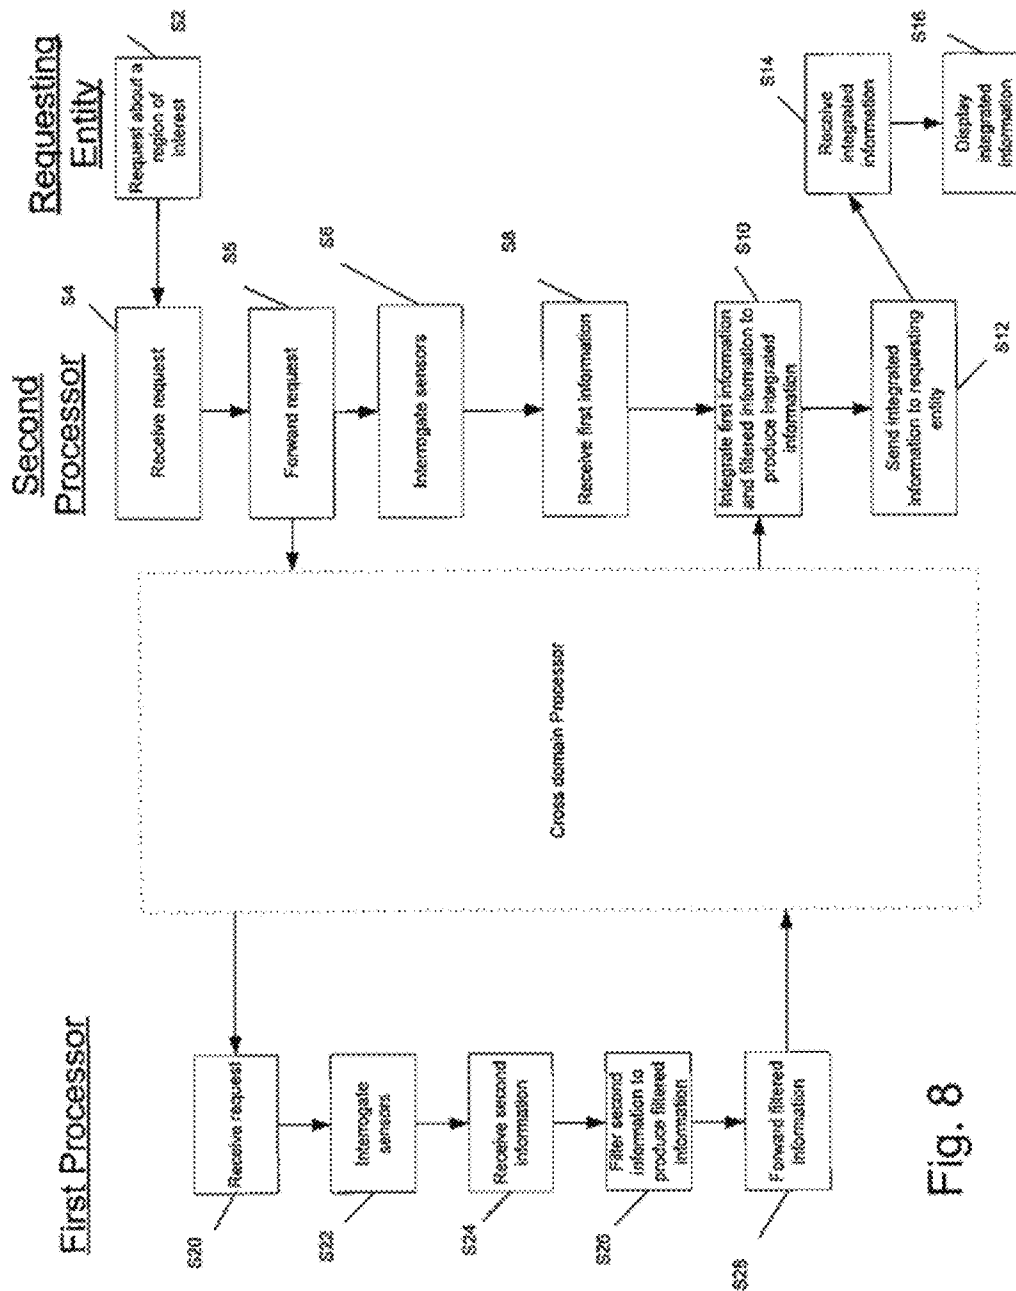 First Processor
Second
Processor
Requesting
Entity
S2
Request about a
region of
interest
S4
Receive request
S5
Forward request
S6
Interrogate sensors
S8
Receive first information
S10
Integrate first information
and filtered information to
produce integrated
information
S12
Send integrated
information to requesting
entity
S14
Receive
integrated
information
S16
Display
integrated
information
Cross domain Processor
S20
Receive request
S22
Interrogate
sensors
S24
Receive second
information
S26
Filter second
information to
produce filtered
information
S28
Forward filtered
information
Fig. 8